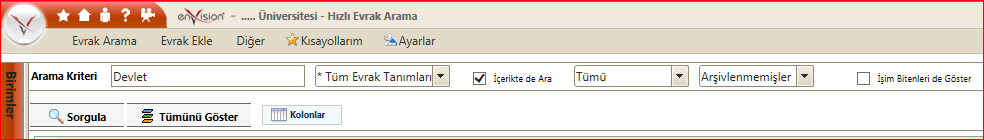 enVision - ..... Üniversitesi - Hızlı Evrak Arama
Evrak Arama Evrak Ekle Diğer Kısayollarım Ayarlar
Birimler
Arama Kriteri Devlet * Tüm Evrak Tanımları İçerikte de Ara Tümü Arşivlenmemişler İşim Bitenleri de Göster
Sorgula Tümünü Göster Kolonlar